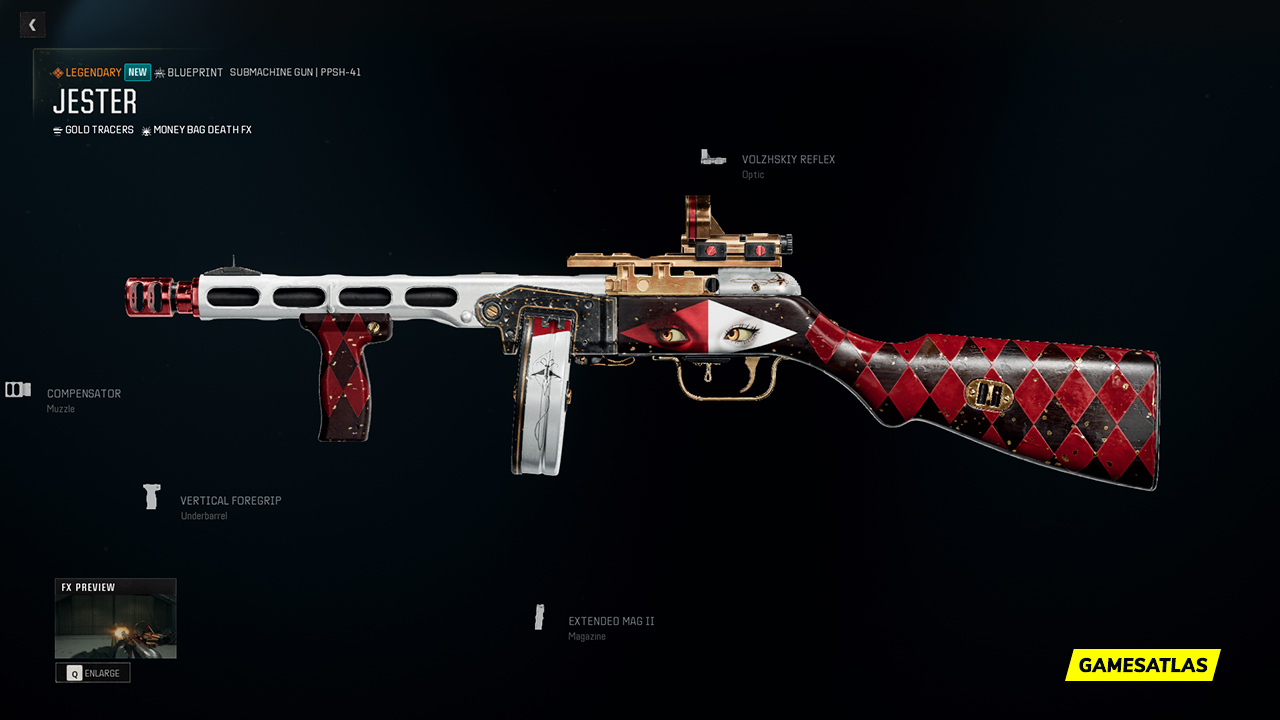 LEGENDARY NEW BLUEPRINT SUBMACHINE GUN | PPSH-41
JESTER
GOLD TRACERS MONEY BAG DEATH FX
VOLZHSKIY REFLEX
Optic
COMPENSATOR
Muzzle
VERTICAL FOREGRIP
Underbarrel
FX PREVIEW
Q ENLARGE
EXTENDED MAG II
Magazine
GAMESATLAS